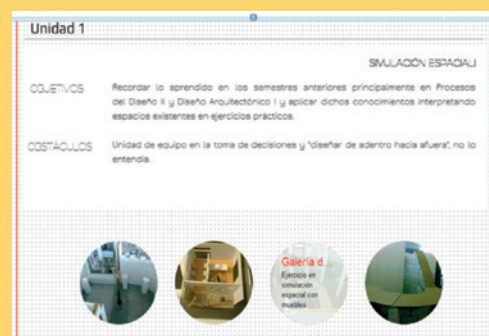 Unidad 1
SIMULACIÓN ESPACIAL I
OBJETIVOS
Recordar lo aprendido en los semestres anteriores principalmente en Procesos
del Diseño II y Diseño Arquitectónico I y aplicar dichos conocimientos interpretando
espacios existentes en ejercicios prácticos.
OBSTÁCULOS
Unidad de equipo en la toma de decisiones y "diseñar de adentro hacia afuera", no lo
entendía.
Galería d...
Ejercicio en
simulación
espacial con
muebles